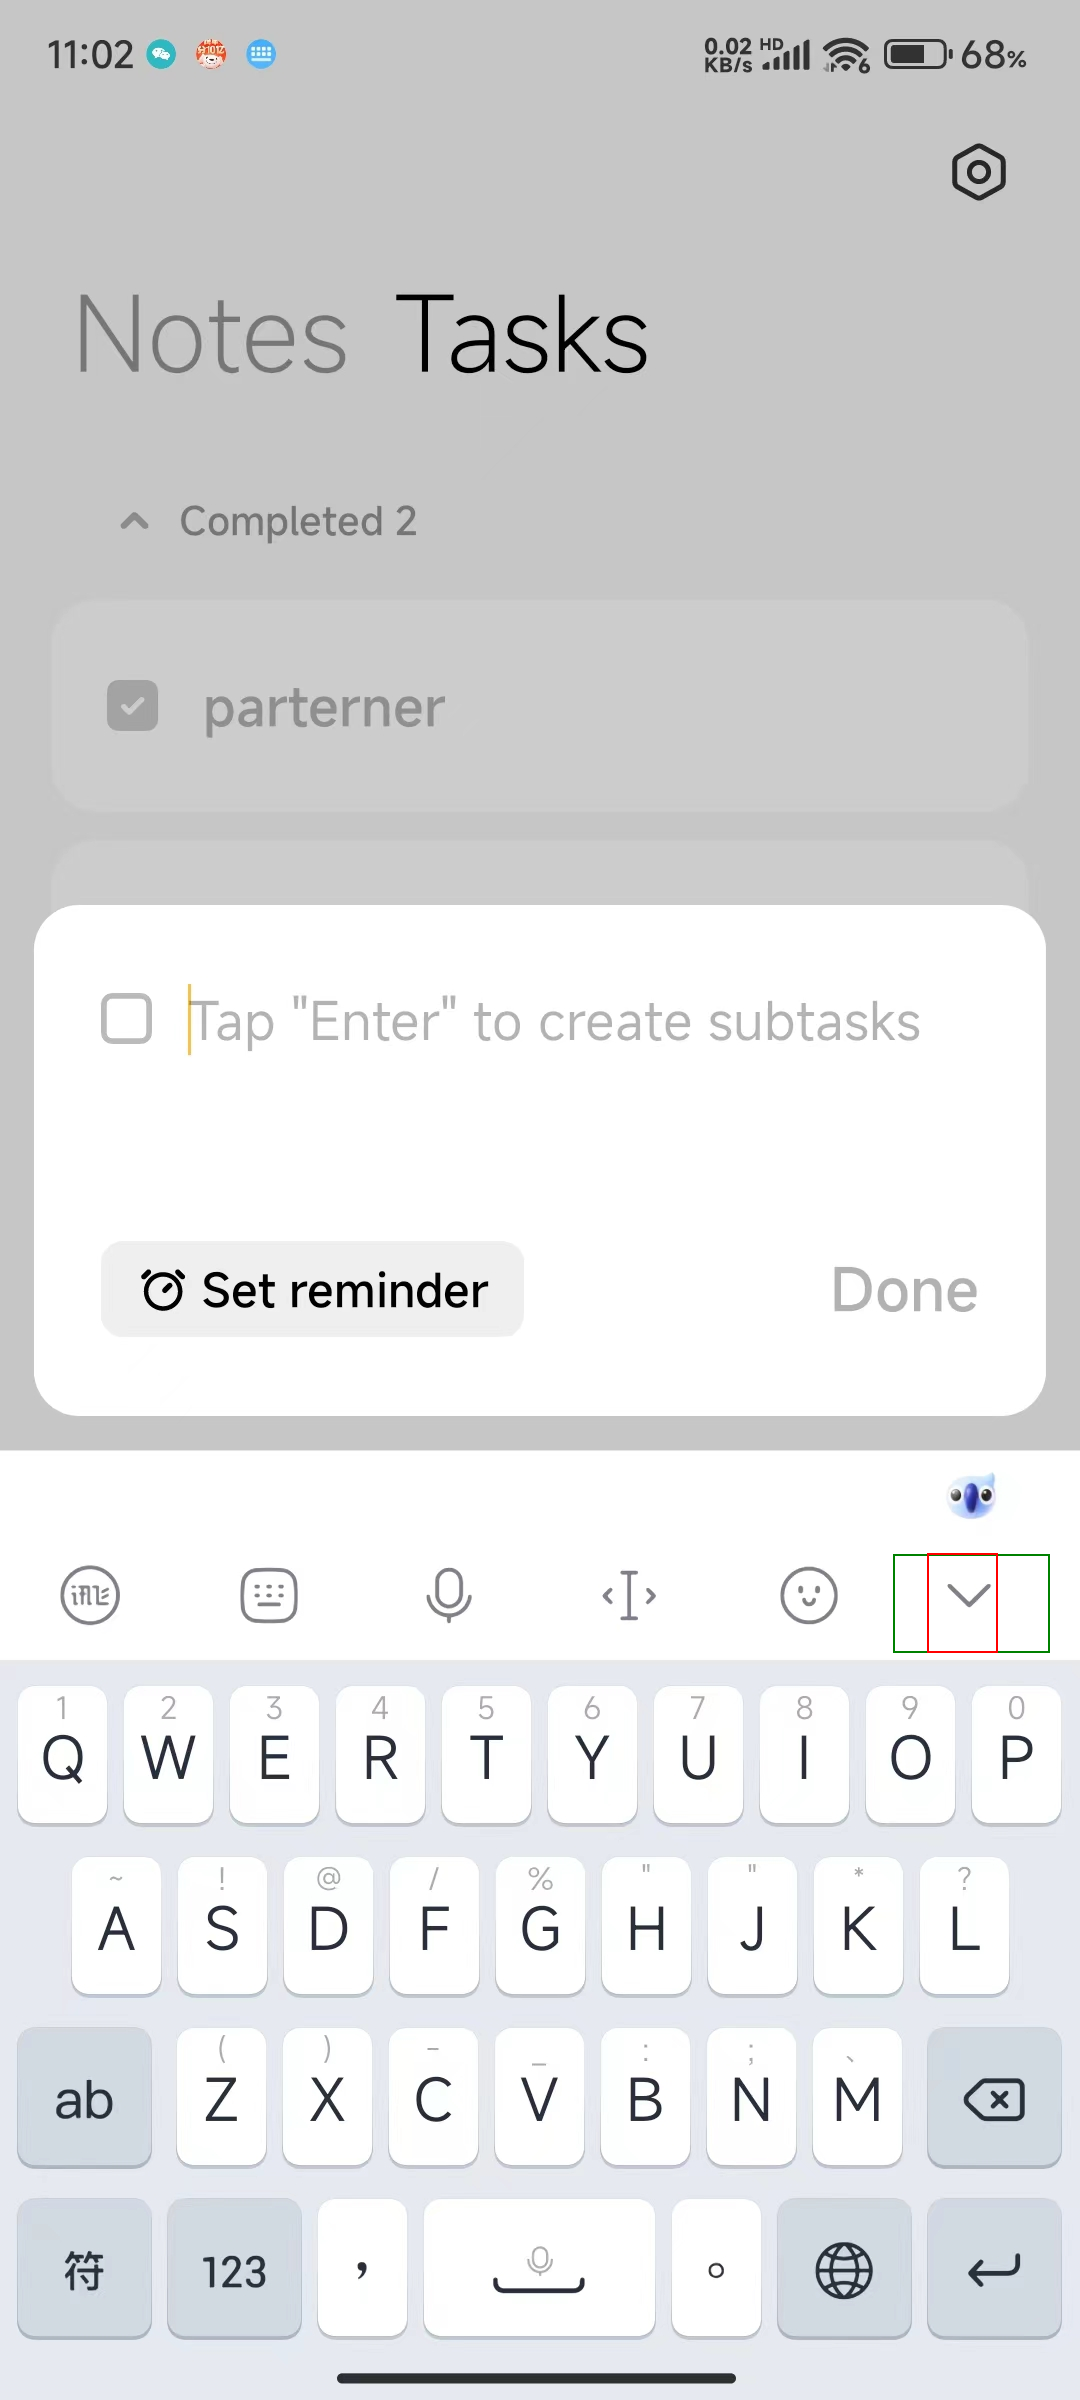 11:02 0.02 KB/s HD 6 68%
Notes Tasks
Completed 2
parterner
Tap "Enter" to create subtasks
Set reminder Done
1 2 3 4 5 6 7 8 9 0
Q W E R T Y U I O P
~ ! @ / % " " * ?
A S D F G H J K L
( ) - _ : ; 、
ab Z X C V B N M
符 123 , 。